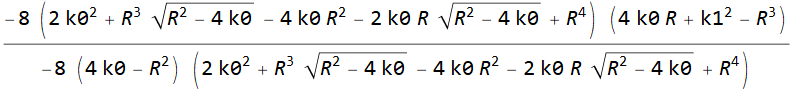 -8 (2 k0² + R³ √(R² - 4 k0) - 4 k0 R² - 2 k0 R √(R² - 4 k0) + R⁴) (4 k0 R + k1² - R³)
-8 (4 k0 - R²) (2 k0² + R³ √(R² - 4 k0) - 4 k0 R² - 2 k0 R √(R² - 4 k0) + R⁴)